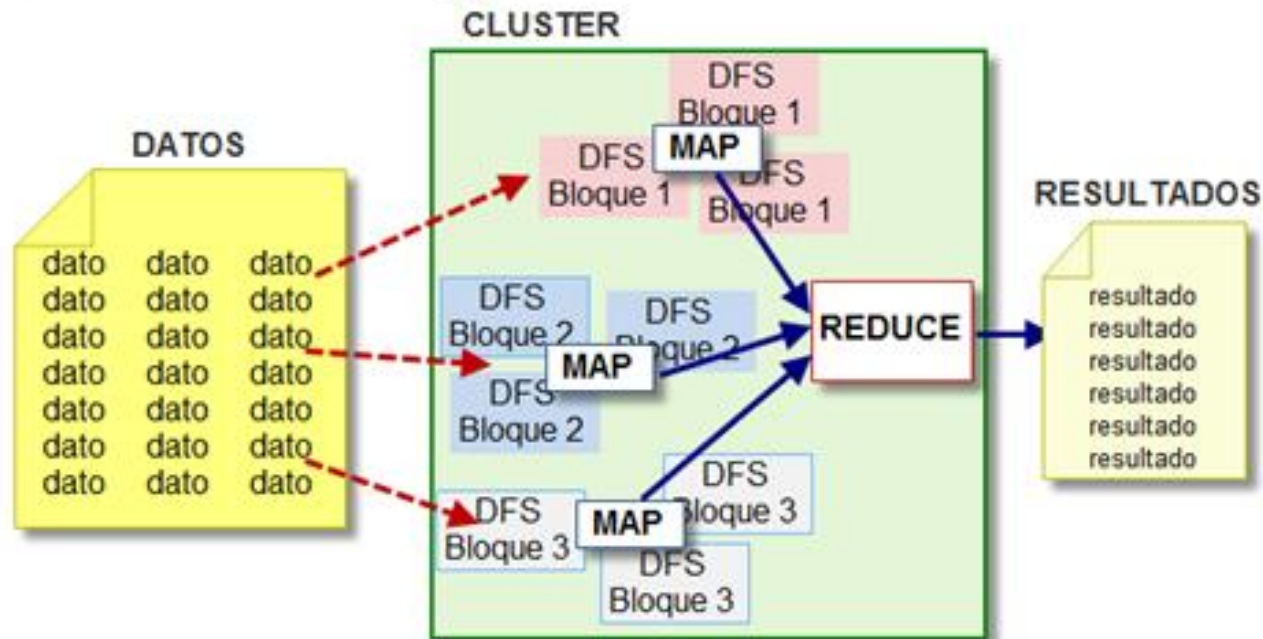 CLUSTER
DATOS
dato dato dato
dato dato dato
dato dato dato
dato dato dato
dato dato dato
dato dato dato
dato dato dato
DFS
Bloque 1
MAP
DFS
Bloque 1
DFS
Bloque 1
DFS
Bloque 2
DFS
Bloque 2
MAP
DFS
Bloque 2
DFS
Bloque 3
MAP
DFS
Bloque 3
DFS
Bloque 3
REDUCE
RESULTADOS
resultado
resultado
resultado
resultado
resultado
resultado